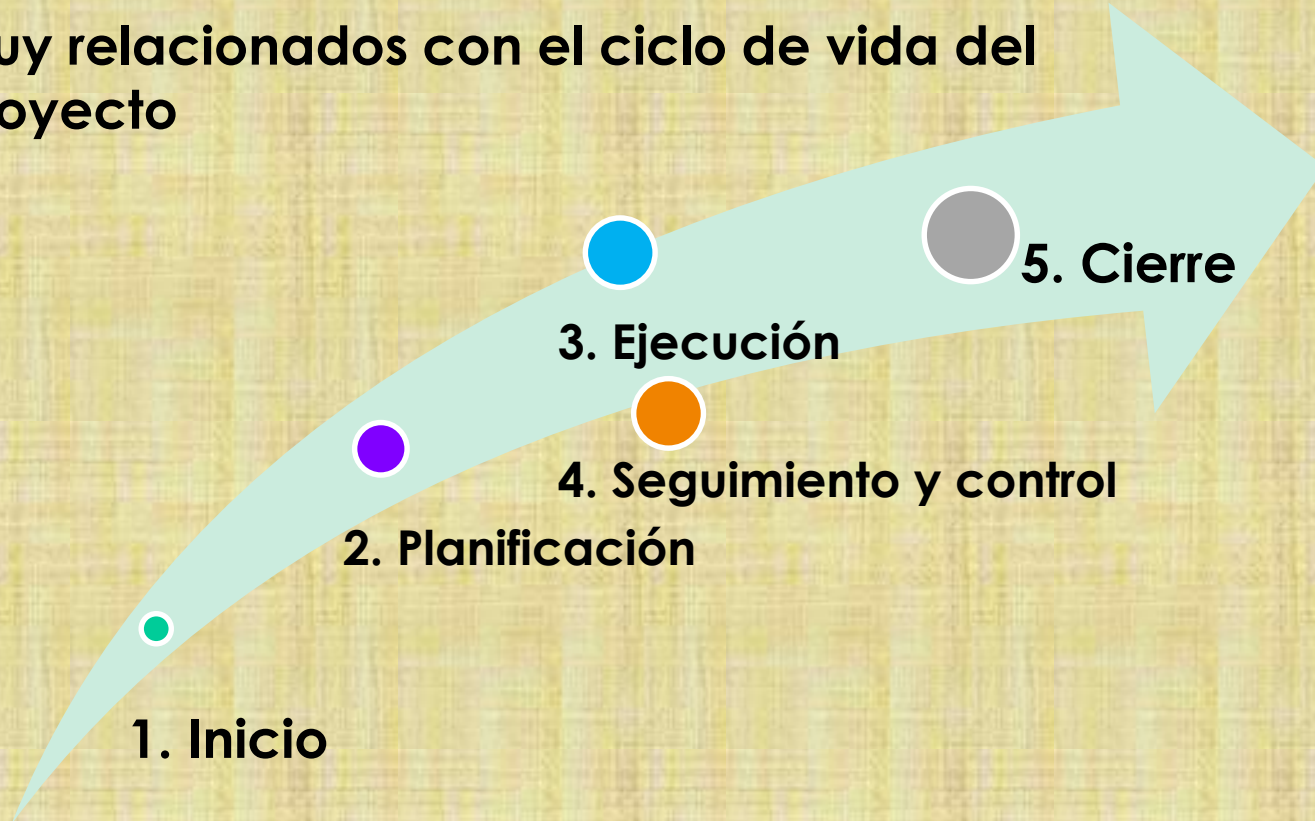 uy relacionados con el ciclo de vida del
oyecto
5. Cierre
3. Ejecución
4. Seguimiento y control
2. Planificación
1. Inicio